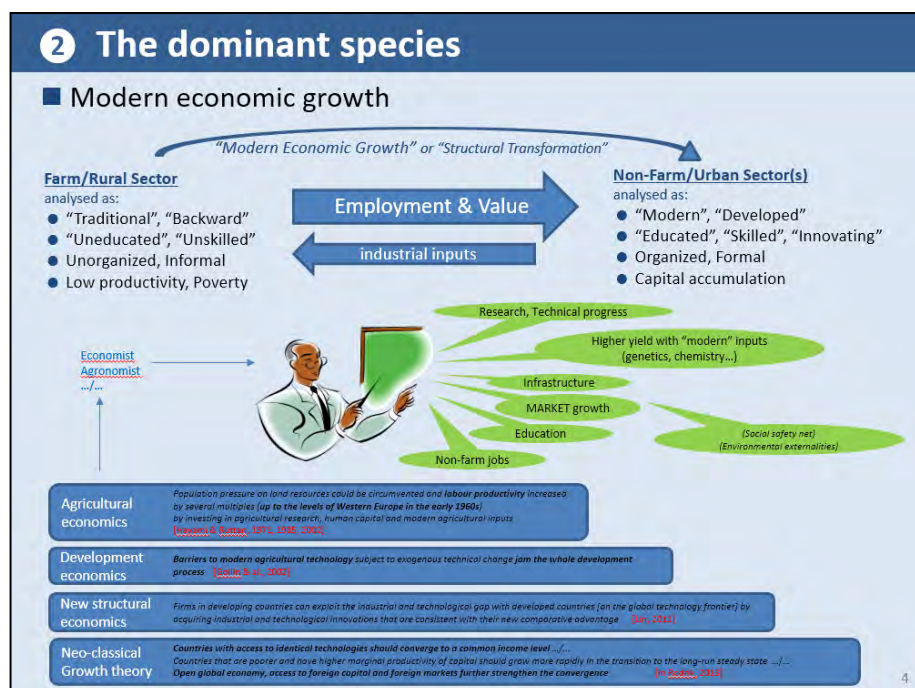 2 The dominant species
Modern economic growth
“Modern Economic Growth” or “Structural Transformation”
Farm/Rural Sector
analysed as:
“Traditional”, “Backward”
“Uneducated”, “Unskilled”
Unorganized, Informal
Low productivity, Poverty
Employment & Value
industrial inputs
Non-Farm/Urban Sector(s)
analysed as:
“Modern”, “Developed”
“Educated”, “Skilled”, “Innovating”
Organized, Formal
Capital accumulation
Economist
Agronomist
.../...
Research, Technical progress
Higher yield with “modern” inputs
(genetics, chemistry...)
Infrastructure
MARKET growth
Education
Non-farm jobs
(Social safety net)
(Environmental externalities)
Agricultural
economics
Population pressure on land resources could be circumvented and labour productivity increased
by several multiples (up to the levels of Western Europe in the early 1960s)
by investing in agricultural research, human capital and modern agricultural inputs
Development
economics
Barriers to modern agricultural technology subject to exogenous technical change jam the whole development
process
New structural
economics
Firms in developing countries can exploit the industrial and technological gap with developed countries [on the global technology frontier) by
acquiring industrial and technological innovations that are consistent with their new comparative advantage
Neo-classical
Growth theory
Countries with access to identical technologies should converge to a common income level .../...
Countries that are poorer and have higher marginal productivity of capital should grow more rapidly in the transition to the long-run steady state .../...
Open global economy, access to foreign capital and foreign markets further strengthen the convergence
4